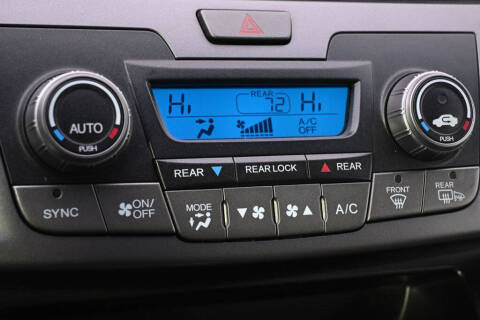 REAR
Hi 72 Hi
A/C
OFF
AUTO
PUSH
PUSH
REAR REAR LOCK REAR
SYNC
ON/
OFF
MODE
A/C
FRONT
REAR